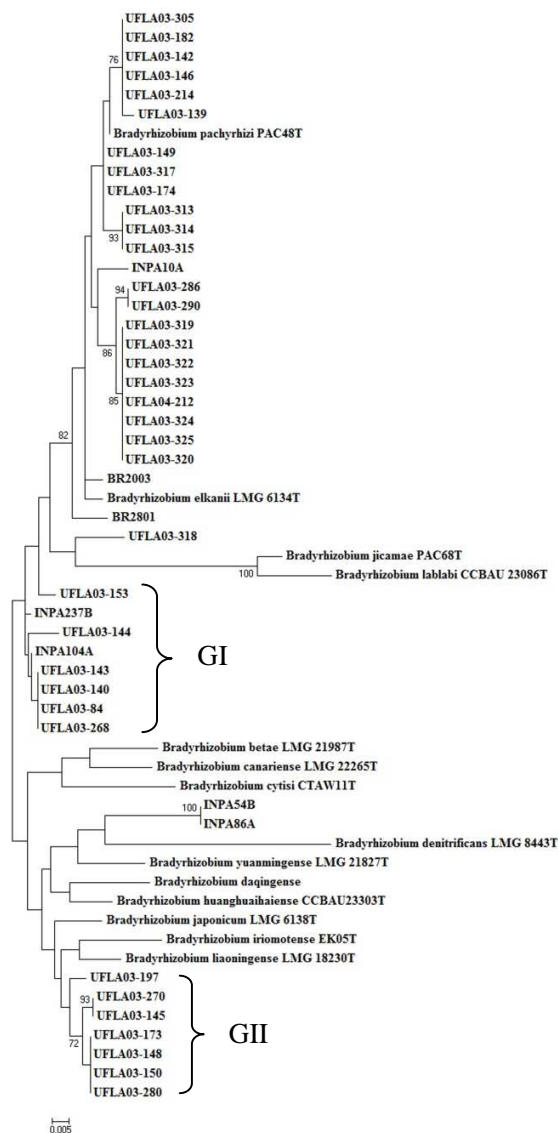 UFLA03-305
UFLA03-182
UFLA03-142
76
UFLA03-146
UFLA03-214
UFLA03-139
Bradyrhizobium pachyrhizi PAC48T
UFLA03-149
UFLA03-317
UFLA03-174
UFLA03-313
UFLA03-314
93
UFLA03-315
INPA10A
94
UFLA03-286
UFLA03-290
UFLA03-319
UFLA03-321
86
UFLA03-322
UFLA03-323
85
UFLA04-212
UFLA03-324
82
UFLA03-325
UFLA03-320
BR2003
Bradyrhizobium elkanii LMG 6134T
BR2801
UFLA03-318
Bradyrhizobium jicamae PAC68T
100
Bradyrhizobium lablabi CCBAU 23086T
UFLA03-153
INPA237B
UFLA03-144
GI
INPA104A
UFLA03-143
UFLA03-140
UFLA03-84
UFLA03-268
Bradyrhizobium betae LMG 21987T
Bradyrhizobium canariense LMG 22265T
Bradyrhizobium cytisi CTAW11T
100
INPA54B
INPA86A
Bradyrhizobium denitrificans LMG 8443T
Bradyrhizobium yuanmingense LMG 21827T
Bradyrhizobium daqingense
Bradyrhizobium huanghuaihaiense CCBAU23303T
Bradyrhizobium japonicum LMG 6138T
Bradyrhizobium iriomotense EK05T
Bradyrhizobium liaoningense LMG 18230T
UFLA03-197
93
UFLA03-270
UFLA03-145
GII
72
UFLA03-173
UFLA03-148
UFLA03-150
UFLA03-280
0.005